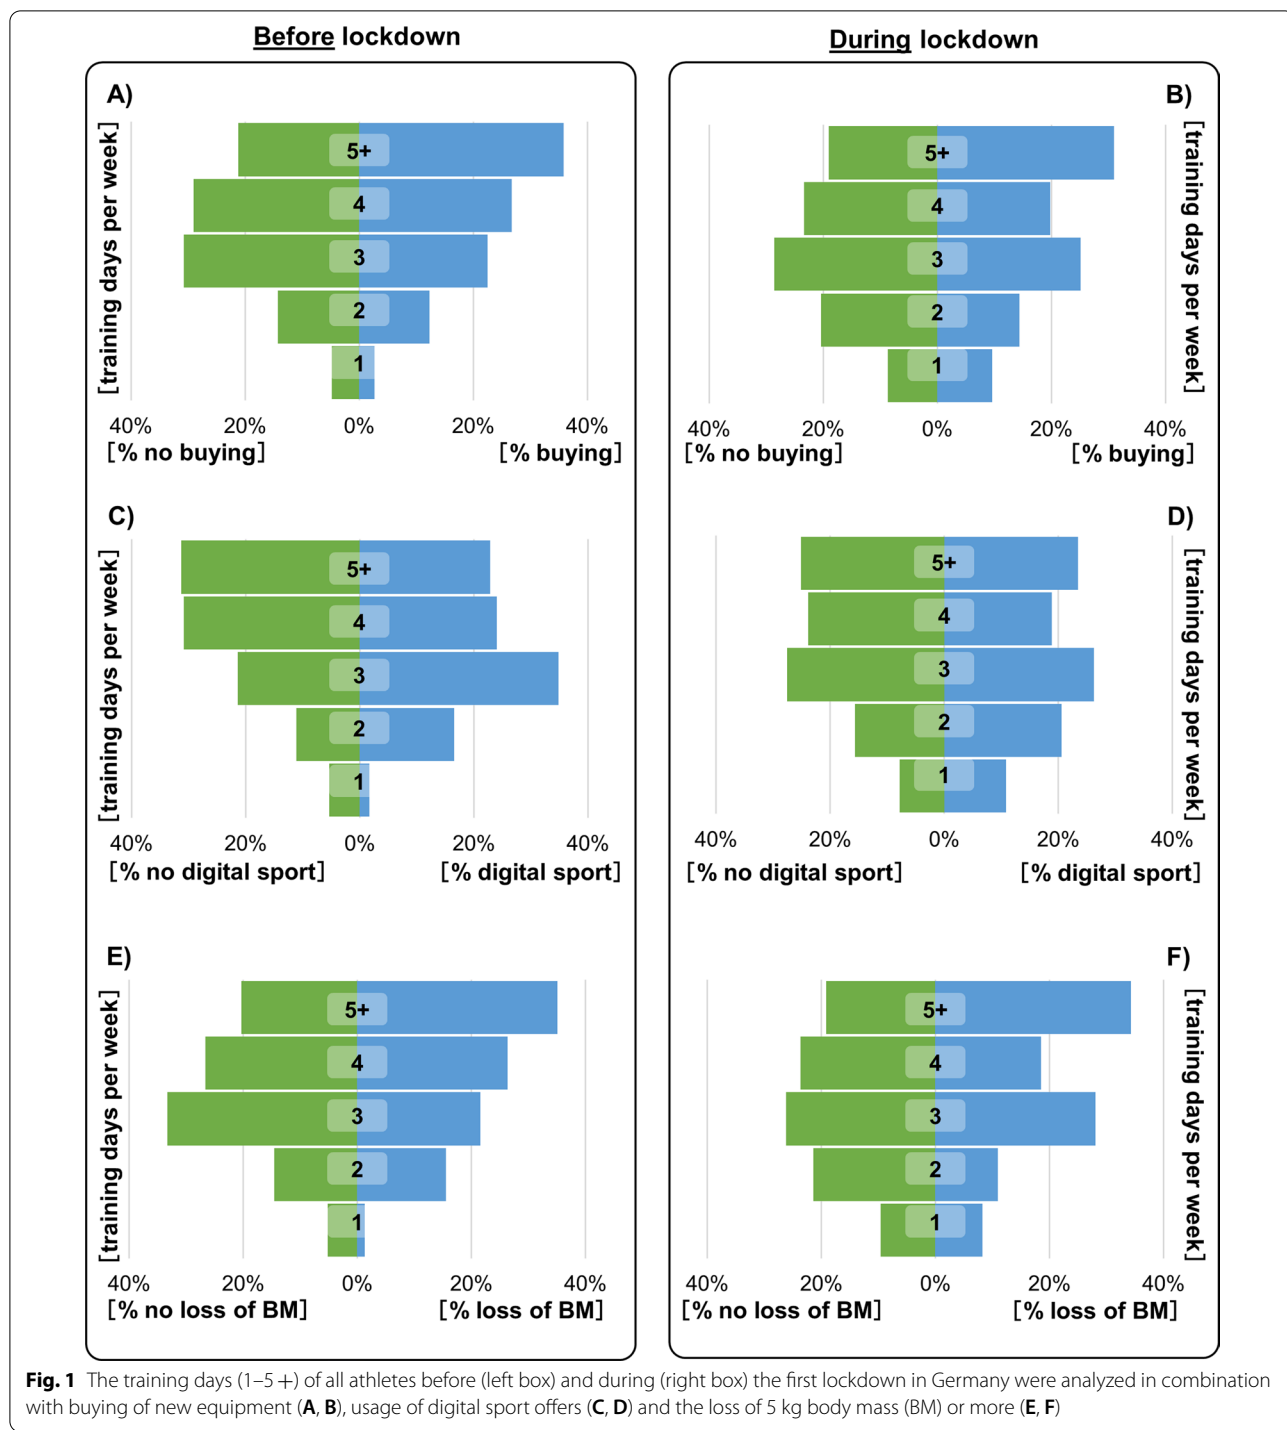 Before lockdown
During lockdown
A)
[training days per week]
5+
4
3
2
1
40% 20% 0% 20% 40%
[% no buying] [% buying]
B)
[training days per week]
5+
4
3
2
1
40% 20% 0% 20% 40%
[% no buying] [% buying]
C)
[training days per week]
5+
4
3
2
1
40% 20% 0% 20% 40%
[% no digital sport] [% digital sport]
D)
[training days per week]
5+
4
3
2
1
40% 20% 0% 20% 40%
[% no digital sport] [% digital sport]
E)
[training days per week]
5+
4
3
2
1
40% 20% 0% 20% 40%
[% no loss of BM] [% loss of BM]
F)
[training days per week]
5+
4
3
2
1
40% 20% 0% 20% 40%
[% no loss of BM] [% loss of BM]
Fig. 1 The training days (1–5 +) of all athletes before (left box) and during (right box) the first lockdown in Germany were analyzed in combination
with buying of new equipment (A, B), usage of digital sport offers (C, D) and the loss of 5 kg body mass (BM) or more (E, F)